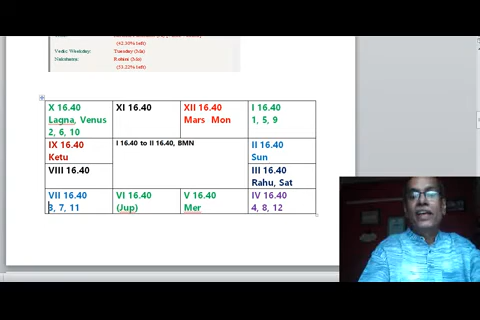 (62.30% left)
Vedic Weekday: Tuesday (Ma)
Nakshatra: Rohini (Mo)
(53.22% left)
X 16.40
Lagna, Venus
2, 6, 10
XI 16.40
XII 16.40
Mars Mon
I 16.40
1, 5, 9
IX 16.40
Ketu
I 16.40 to II 16.40, BMN
II 16.40
Sun
VIII 16.40
III 16.40
Rahu, Sat
VII 16.40
3, 7, 11
VI 16.40
(Jup)
V 16.40
Mer
IV 16.40
4, 8, 12